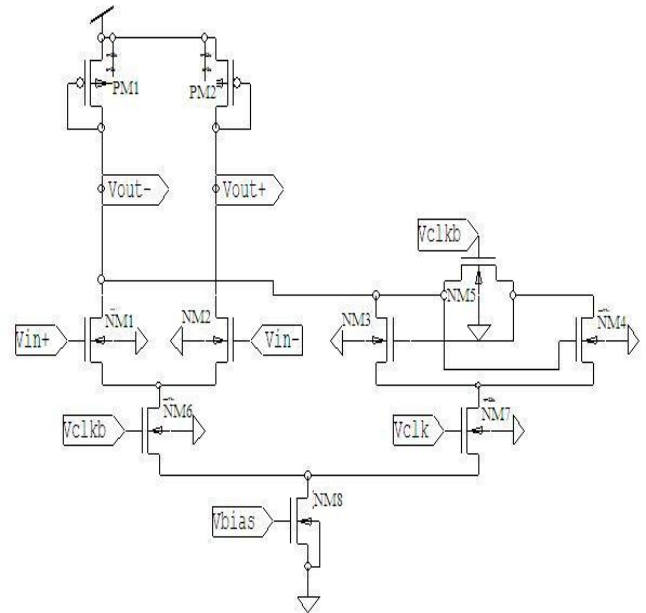 PM1
PM2
Vout-
Vout+
Vclkb
NM5
Vin+
NM1
NM2
Vin-
NM3
NM4
Vclkb
NM6
Vclk
NM7
Vbias
NM8